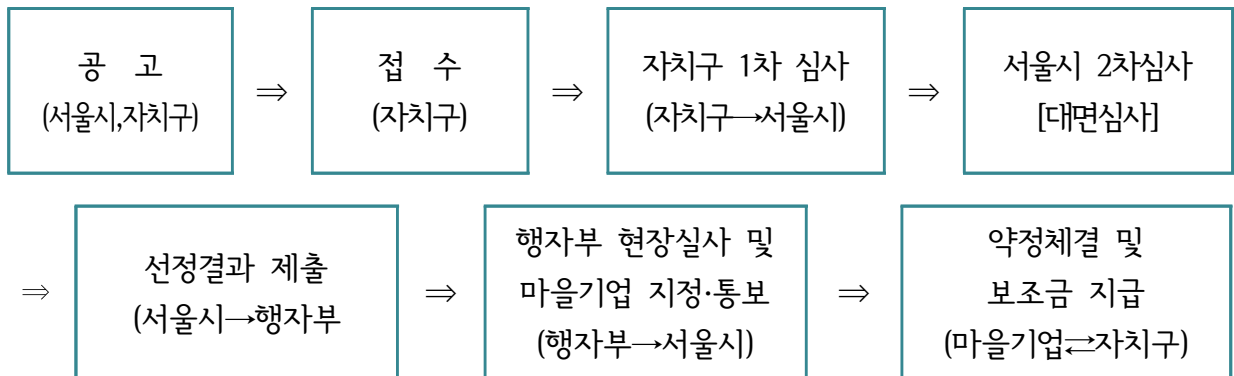 공 고
(서울시,자치구)
⇒
접 수
(자치구)
⇒
자치구 1차 심사
(자치구→서울시)
⇒
서울시 2차심사
[대면심사]
⇒
선정결과 제출
(서울시→행자부
⇒
행자부 현장실사 및
마을기업 지정·통보
(행자부→서울시)
⇒
약정체결 및
보조금 지급
(마을기업⇄자치구)